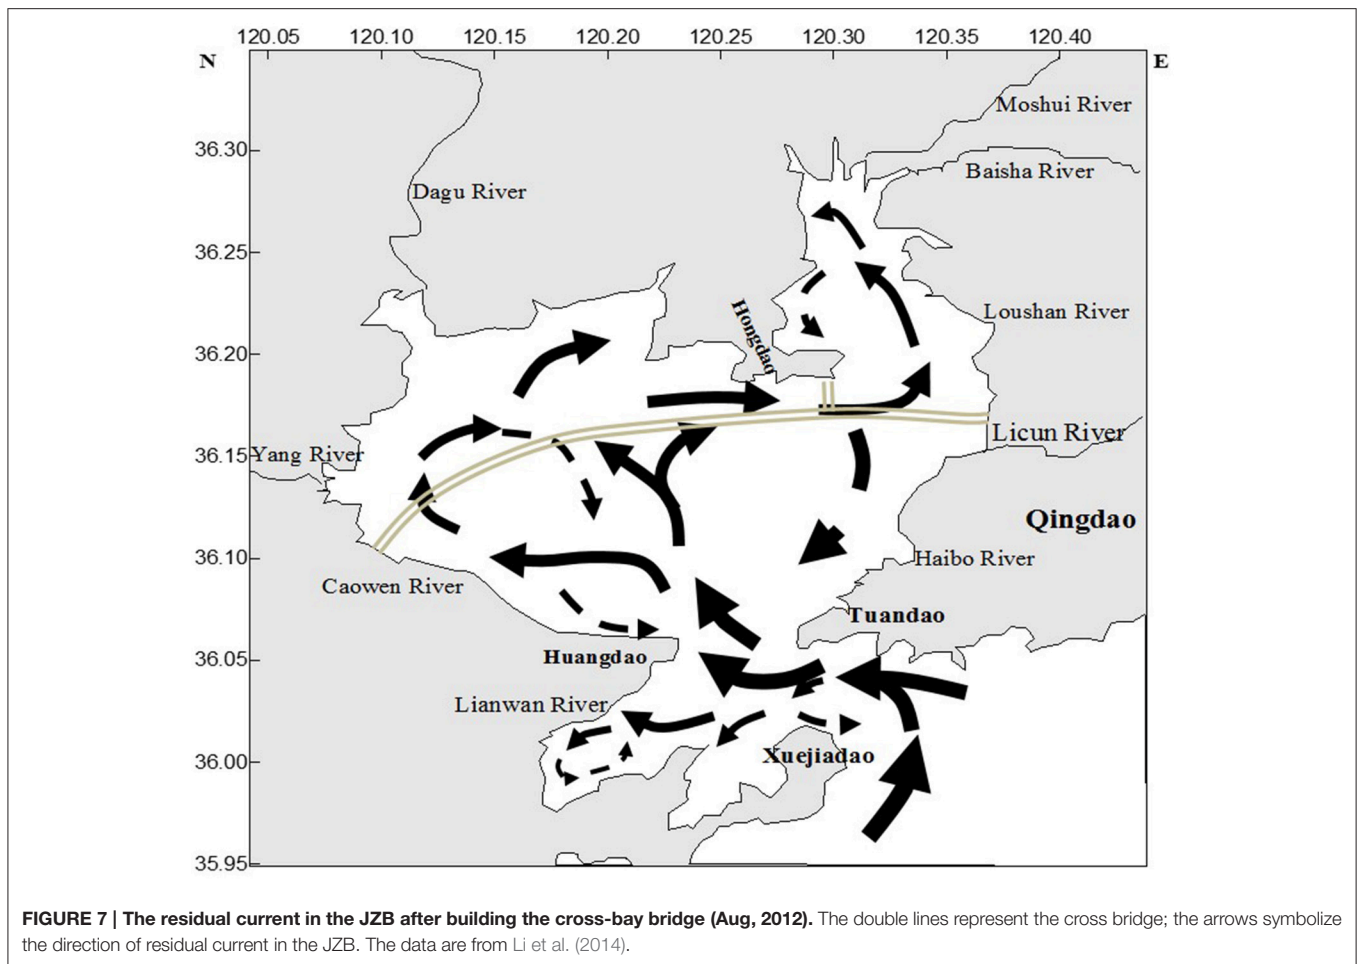 120.05 120.10 120.15 120.20 120.25 120.30 120.35 120.40
N
E
Moshui River
36.30
Baisha River
Dagu River
36.25
Hongdao
Loushan River
36.20
Licun River
Yang River
36.15
Qingdao
36.10
Haibo River
Caowen River
Tuandao
36.05
Huangdao
Lianwan River
36.00
Xuejiadao
35.95
FIGURE 7 | The residual current in the JZB after building the cross-bay bridge (Aug, 2012). The double lines represent the cross bridge; the arrows symbolize
the direction of residual current in the JZB. The data are from Li et al. (2014).